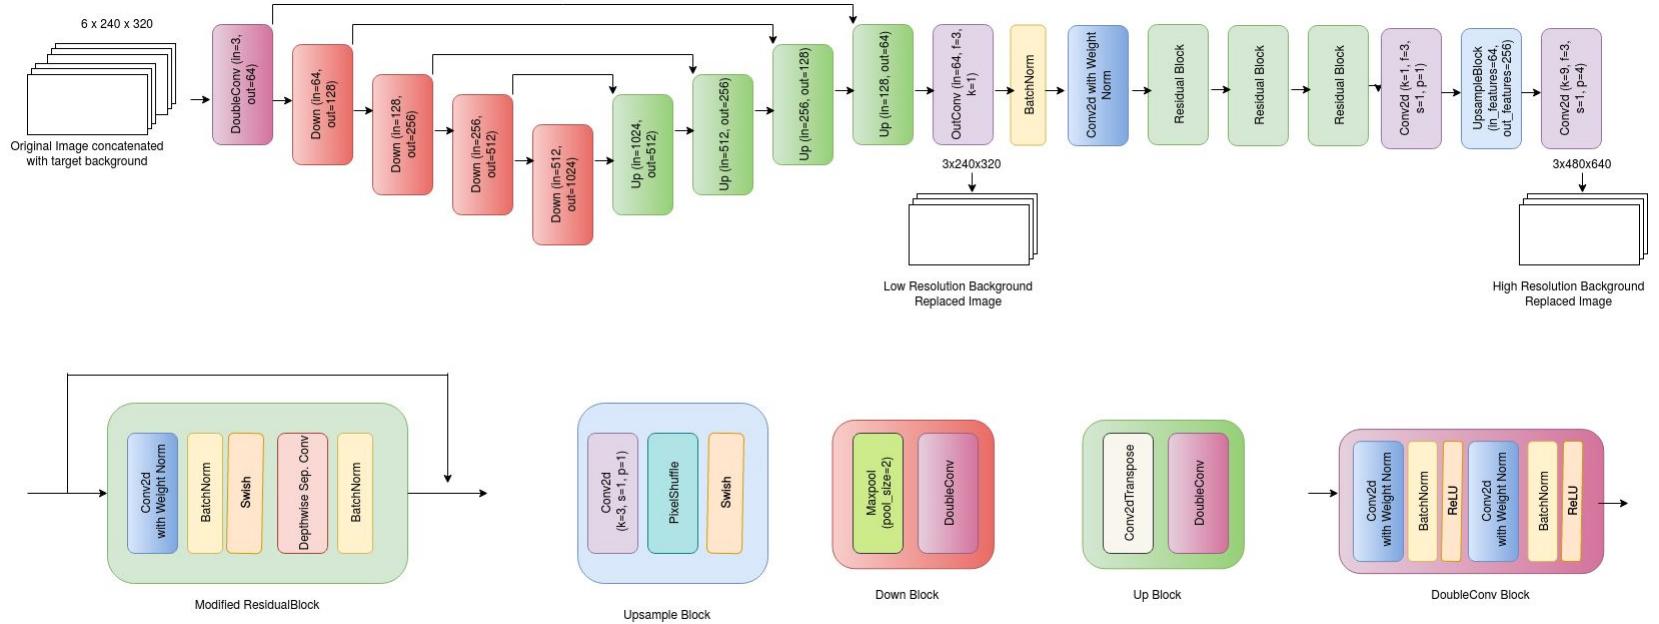 6 x 240 x 320
Original Image concatenated
with target background
DoubleConv (in=3,
out=64)
Down (in=64,
out=128)
Down (in=128,
out=256)
Down (in=256,
out=512)
Down (in=512,
out=1024)
Up (in=1024,
out=512)
Up (in=512, out=256)
Up (in=256, out=128)
Up (in=128, out=64)
OutConv (in=64, f=3,
k=1)
BatchNorm
Conv2d with Weight
Norm
Residual Block
Residual Block
Residual Block
Conv2d (k=1, f=3,
s=1, p=1)
UpsampleBlock
(in_features=64,
out_features=256)
Conv2d (k=9, f=3,
s=1, p=4)
3x240x320
Low Resolution Background
Replaced Image
3x480x640
High Resolution Background
Replaced Image
Conv2d
with Weight Norm
BatchNorm
Swish
Depthwise Sep. Conv
BatchNorm
Modified ResidualBlock
Conv2d
(k=3, s=1, p=1)
PixelShuffle
Swish
Upsample Block
Maxpool
(pool_size=2)
DoubleConv
Down Block
Conv2dTranspose
DoubleConv
Up Block
Conv2d
with Weight Norm
BatchNorm
ReLU
Conv2d
with Weight Norm
BatchNorm
ReLU
DoubleConv Block